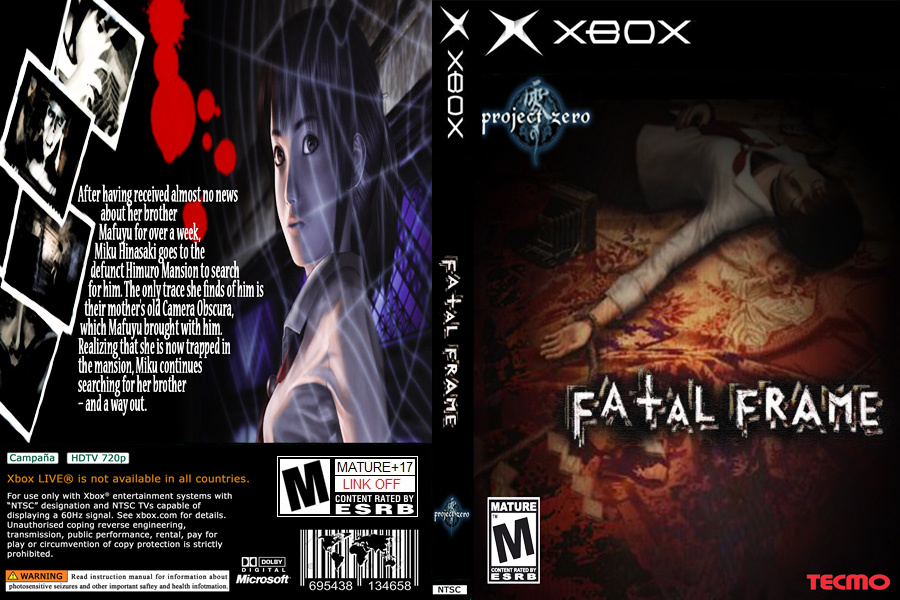 After having received almost no news
about her brother
Mafuyu for over a week,
Miku Hinasaki goes to the
defunct Himuro Mansion to search
for him. The only trace she finds of him is
their mother's old Camera Obscura,
which Mafuyu brought with him.
Realizing that she is now trapped in
the mansion, Miku continues
searching for her brother
– and a way out.
Campaña
HDTV 720p
Xbox LIVE® is not available in all countries.
For use only with Xbox® entertainment systems with
"NTSC" designation and NTSC TVs capable of
displaying a 60Hz signal. See xbox.com for details.
Unauthorised coping reverse engineering,
transmission, public performance, rental, pay for
play or circumvention of copy protection is strictly
prohibited.
WARNING
Read instruction manual for information about
photosensitive seizures and other important saftey and health infotmation.
DOLBY
DIGITAL
Microsoft
M
MATURE+17
LINK OFF
CONTENT RATED BY
ESRB
695438 134658
XBOX
FATAL FRAME
project zero
NTSC
XBOX
零
project zero
FATAL FRAME
MATURE
M
CONTENT RATED BY
ESRB
TECMO